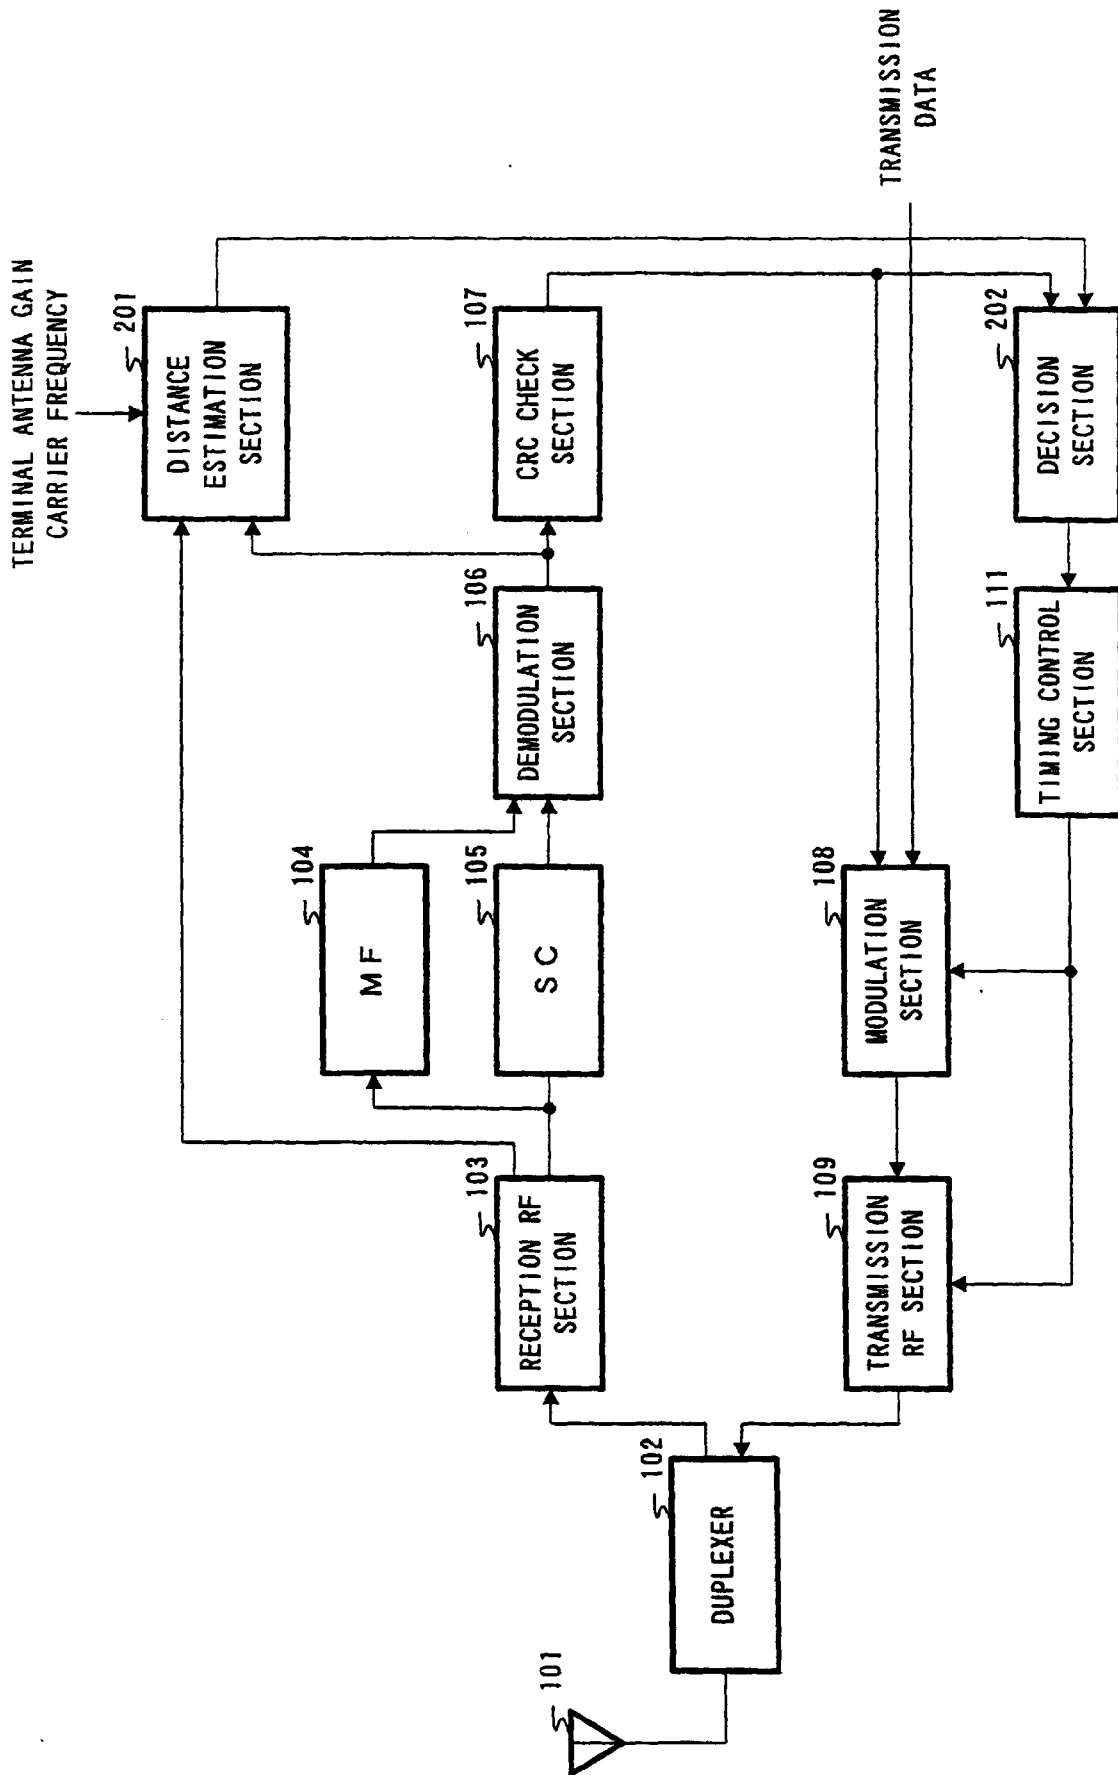 TERMINAL ANTENNA GAIN
CARRIER FREQUENCY
201
DISTANCE
ESTIMATION
SECTION
104
MF
103
RECEPTION RF
SECTION
105
SC
106
DEMODULATION
SECTION
107
CRC CHECK
SECTION
101
102
DUPLEXER
109
TRANSMISSION
RF SECTION
108
MODULATION
SECTION
TRANSMISSION
DATA
111
TIMING CONTROL
SECTION
202
DECISION
SECTION